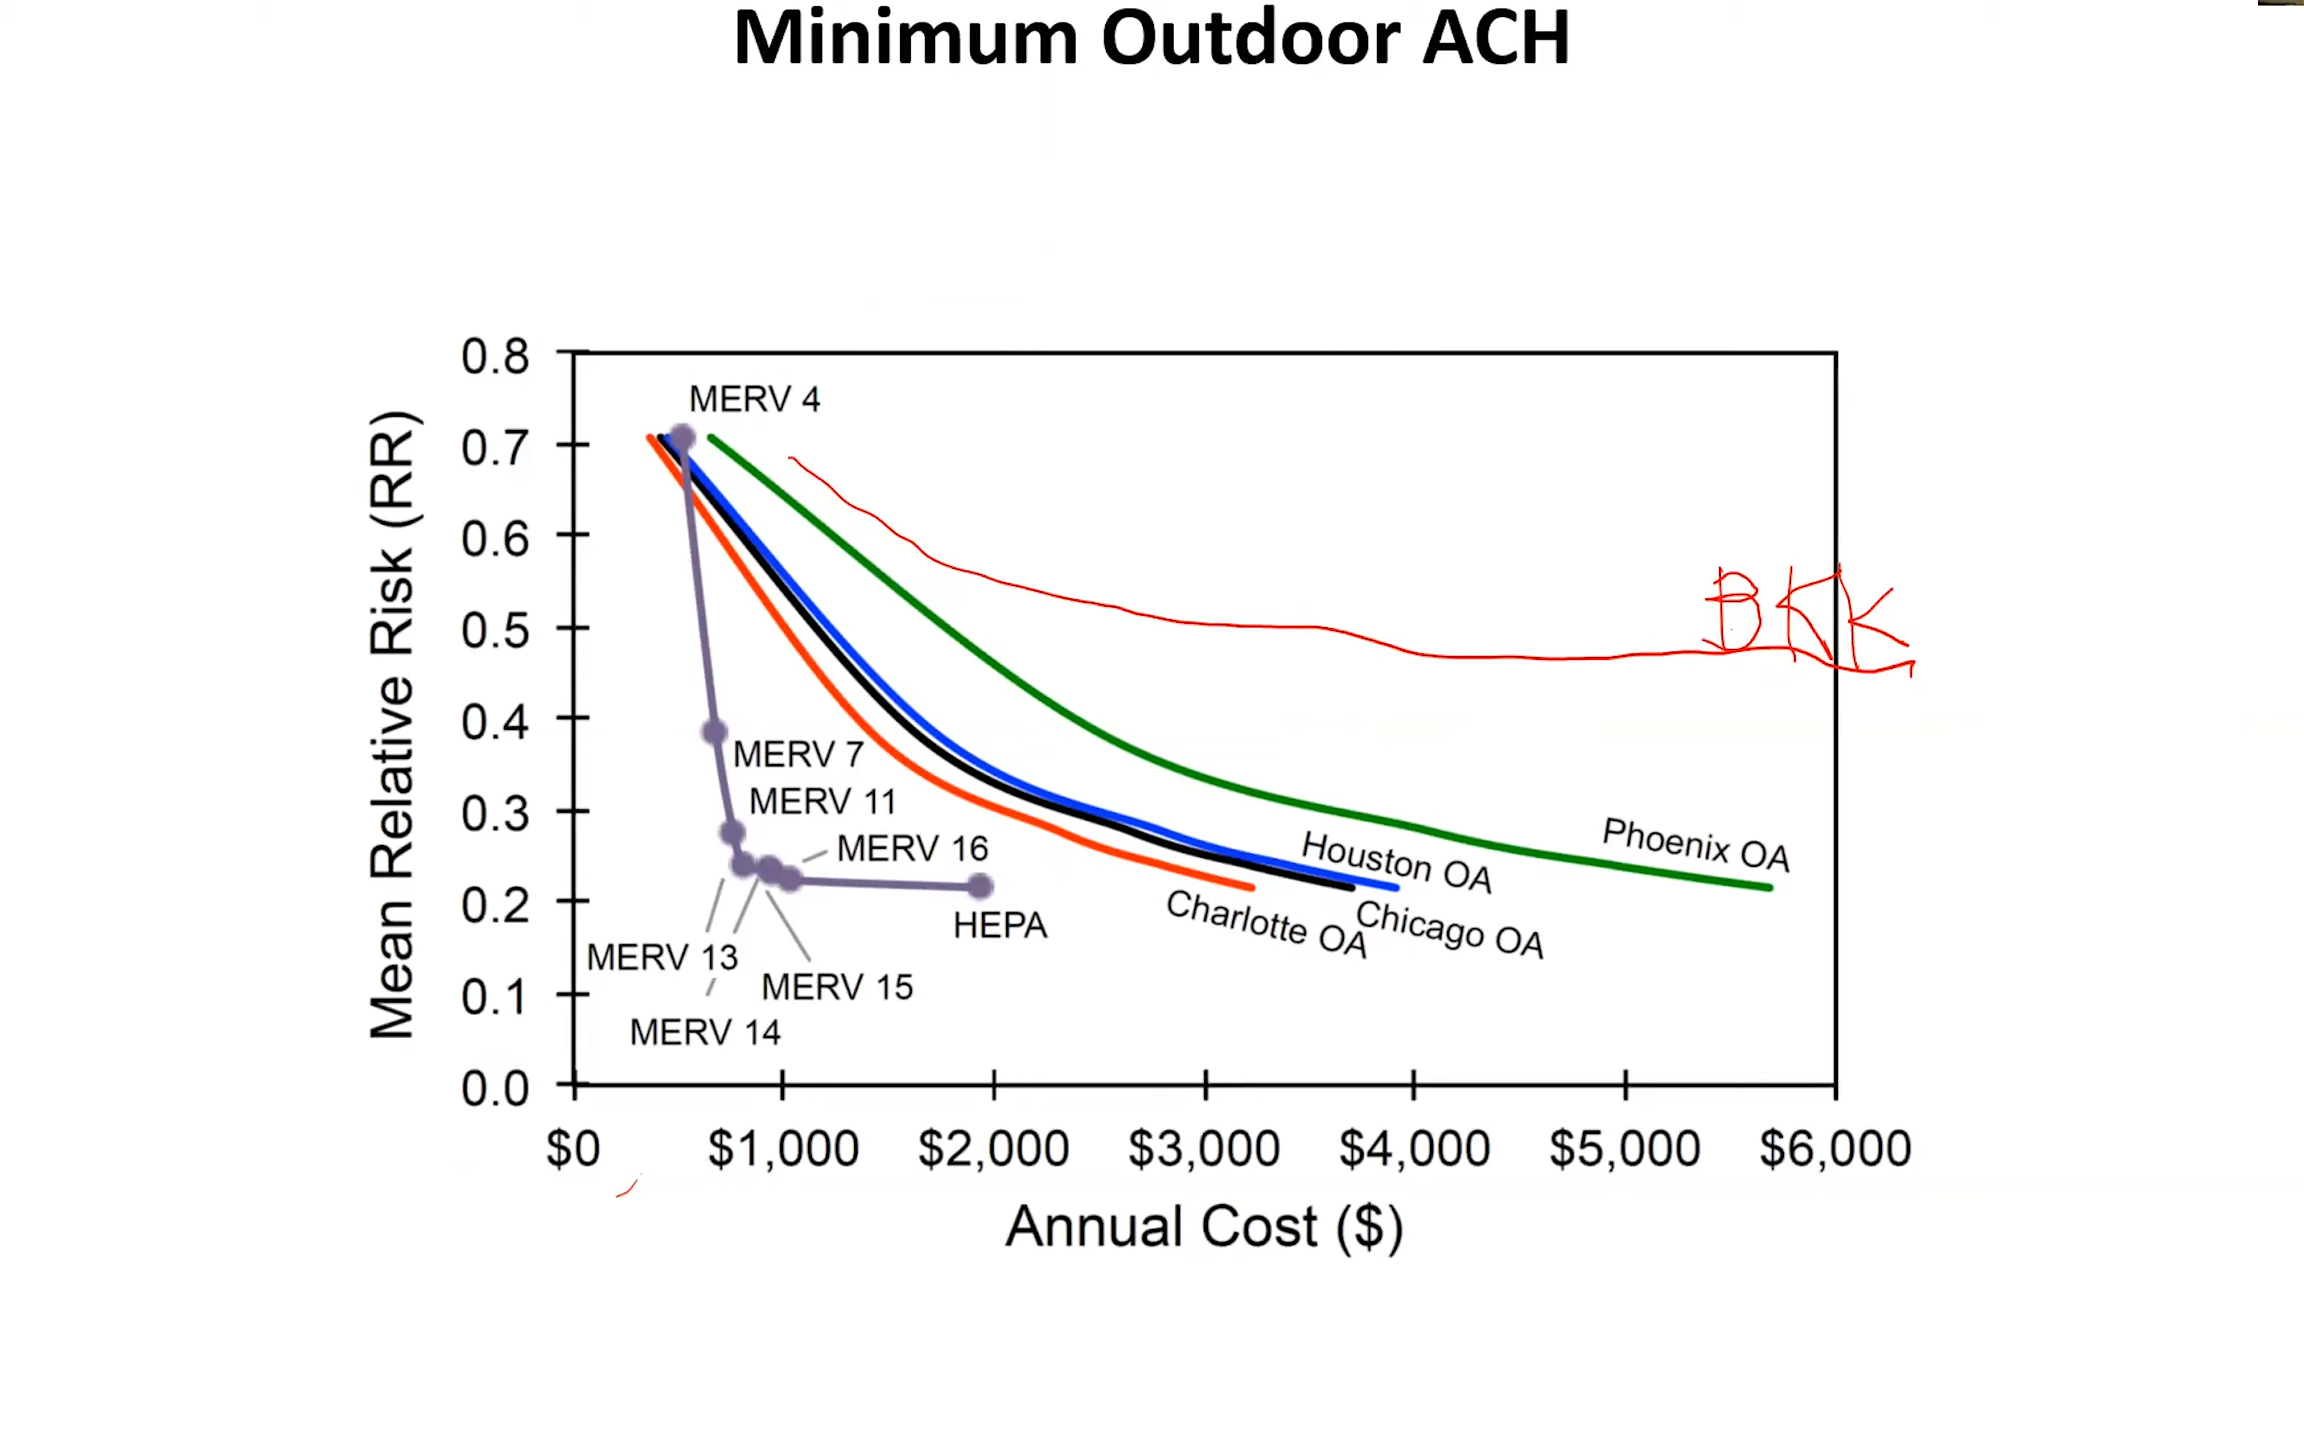 Minimum Outdoor ACH
Mean Relative Risk (RR)
0.8
0.7
0.6
0.5
0.4
0.3
0.2
0.1
0.0
MERV 4
BKK
MERV 7
MERV 11
MERV 16
HEPA
MERV 13
MERV 15
MERV 14
Phoenix OA
Houston OA
Charlotte OA
Chicago OA
$0 $1,000 $2,000 $3,000 $4,000 $5,000 $6,000
Annual Cost ($)